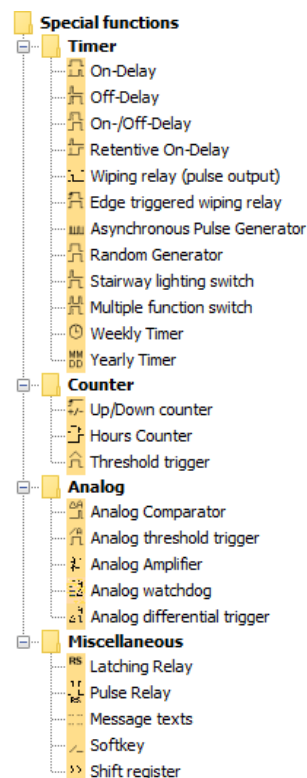 Special functions
Timer
On-Delay
Off-Delay
On-/Off-Delay
Retentive On-Delay
Wiping relay (pulse output)
Edge triggered wiping relay
Asynchronous Pulse Generator
Random Generator
Stairway lighting switch
Multiple function switch
Weekly Timer
MM
DD
Yearly Timer
Counter
+/-
Up/Down counter
Hours Counter
Threshold trigger
Analog
Analog Comparator
Analog threshold trigger
Analog Amplifier
Analog watchdog
Analog differential trigger
Miscellaneous
RS
Latching Relay
Pulse Relay
Message texts
Softkey
Shift register